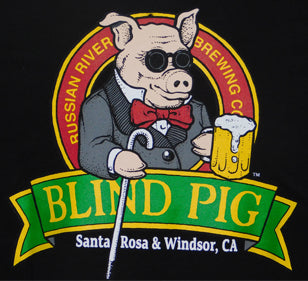 RUSSIAN RIVER BREWING CO.
BLIND PIG
TM
Santa Rosa & Windsor, CA